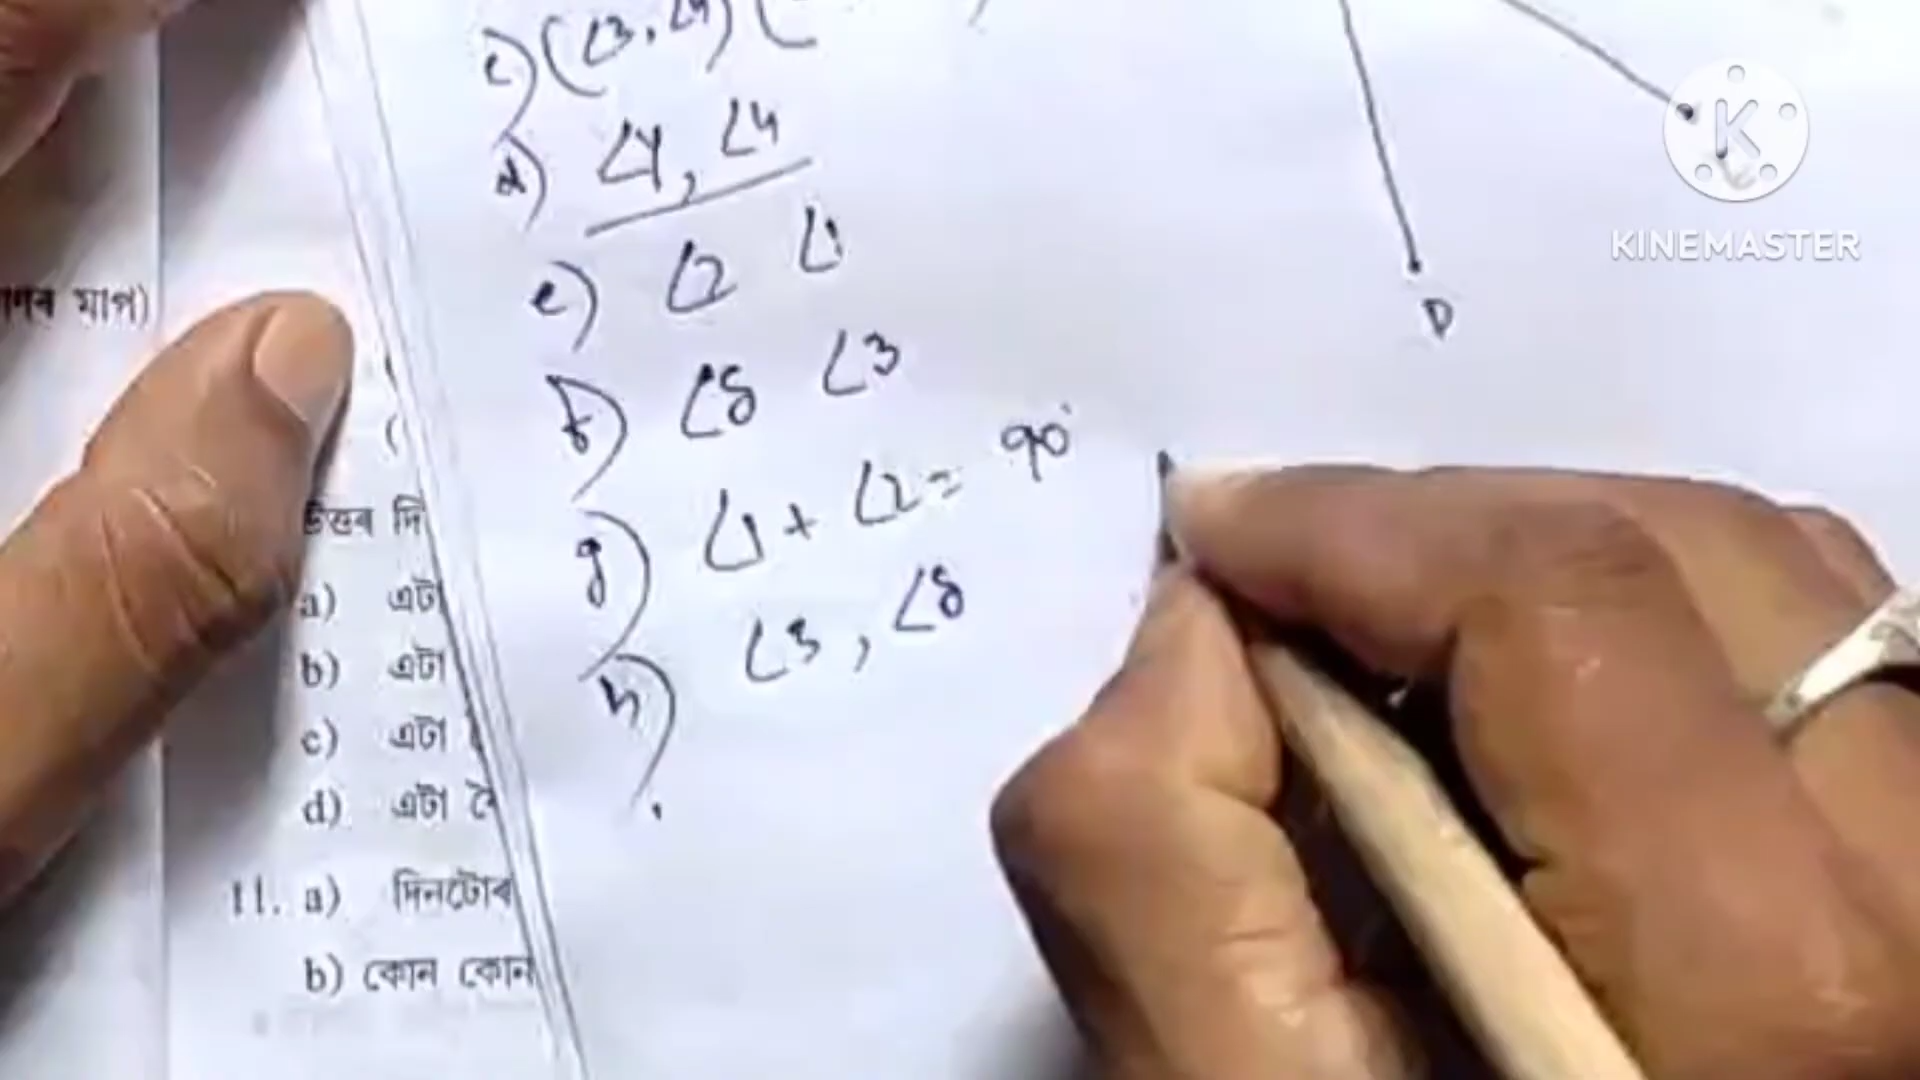 c) (∠3, ∠4) (
d) ∠1, ∠4
e) ∠2 ∠1
f) ∠8 ∠3
g) ∠1 + ∠2 = 90°
h) ∠3, ∠8
D
KINEMASTER
মাপ)
উত্তৰ দি
a) এটা
b) এটা
c) এটা
d) এটা
11. a) দিনটোৰ
b) কোন কোন